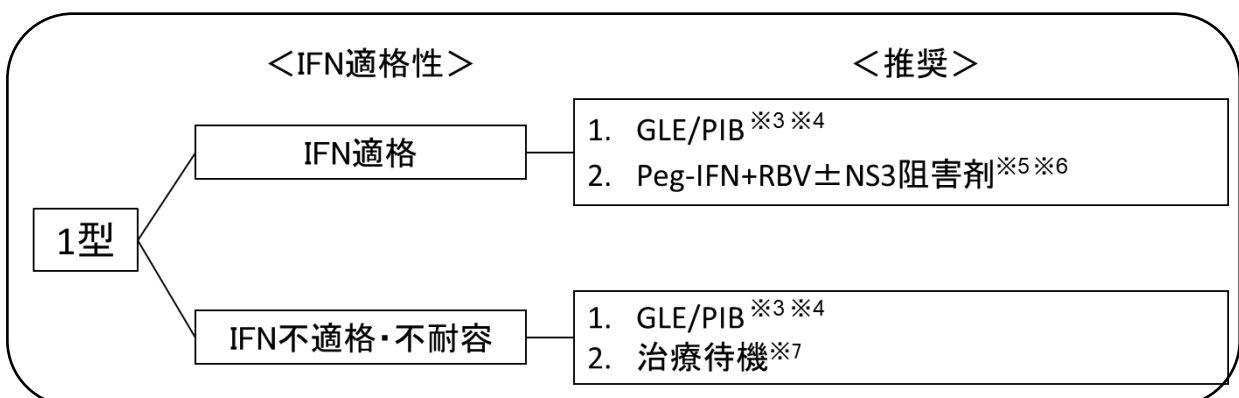 <IFN適格性>
<推奨>
1型
IFN適格
1. GLE/PIB ※3 ※4
2. Peg-IFN+RBV±NS3阻害剤※5 ※6
IFN不適格・不耐容
1. GLE/PIB ※3 ※4
2. 治療待機※7